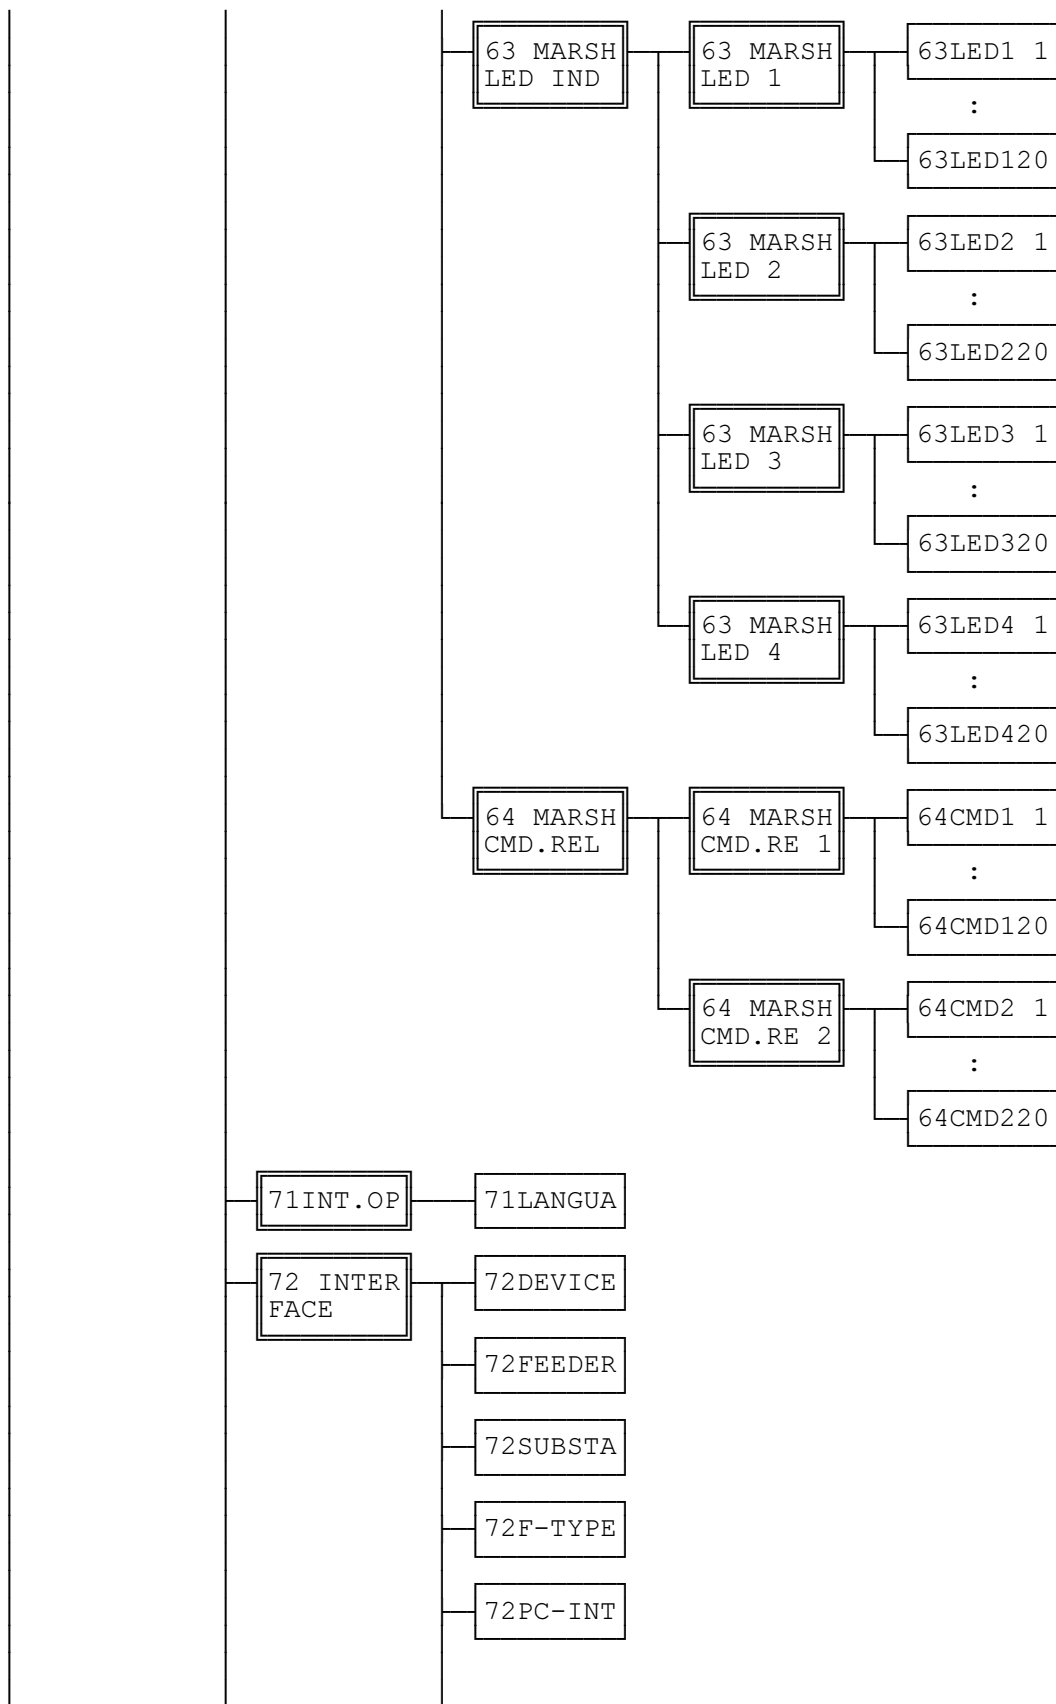 63 MARSH
LED IND
63 MARSH
LED 1
63LED1 1
:
63LED120
63 MARSH
LED 2
63LED2 1
:
63LED220
63 MARSH
LED 3
63LED3 1
:
63LED320
63 MARSH
LED 4
63LED4 1
:
63LED420
64 MARSH
CMD.REL
64 MARSH
CMD.RE 1
64CMD1 1
:
64CMD120
64 MARSH
CMD.RE 2
64CMD2 1
:
64CMD220
71INT.OP
71LANGUA
72 INTER
FACE
72DEVICE
72FEEDER
72SUBSTA
72F-TYPE
72PC-INT